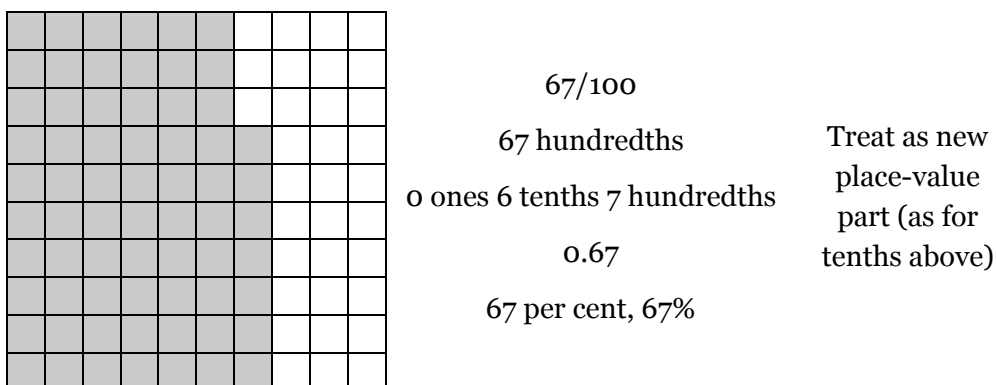 67/100
67 hundredths
0 ones 6 tenths 7 hundredths
0.67
67 per cent, 67%
Treat as new
place-value
part (as for
tenths above)